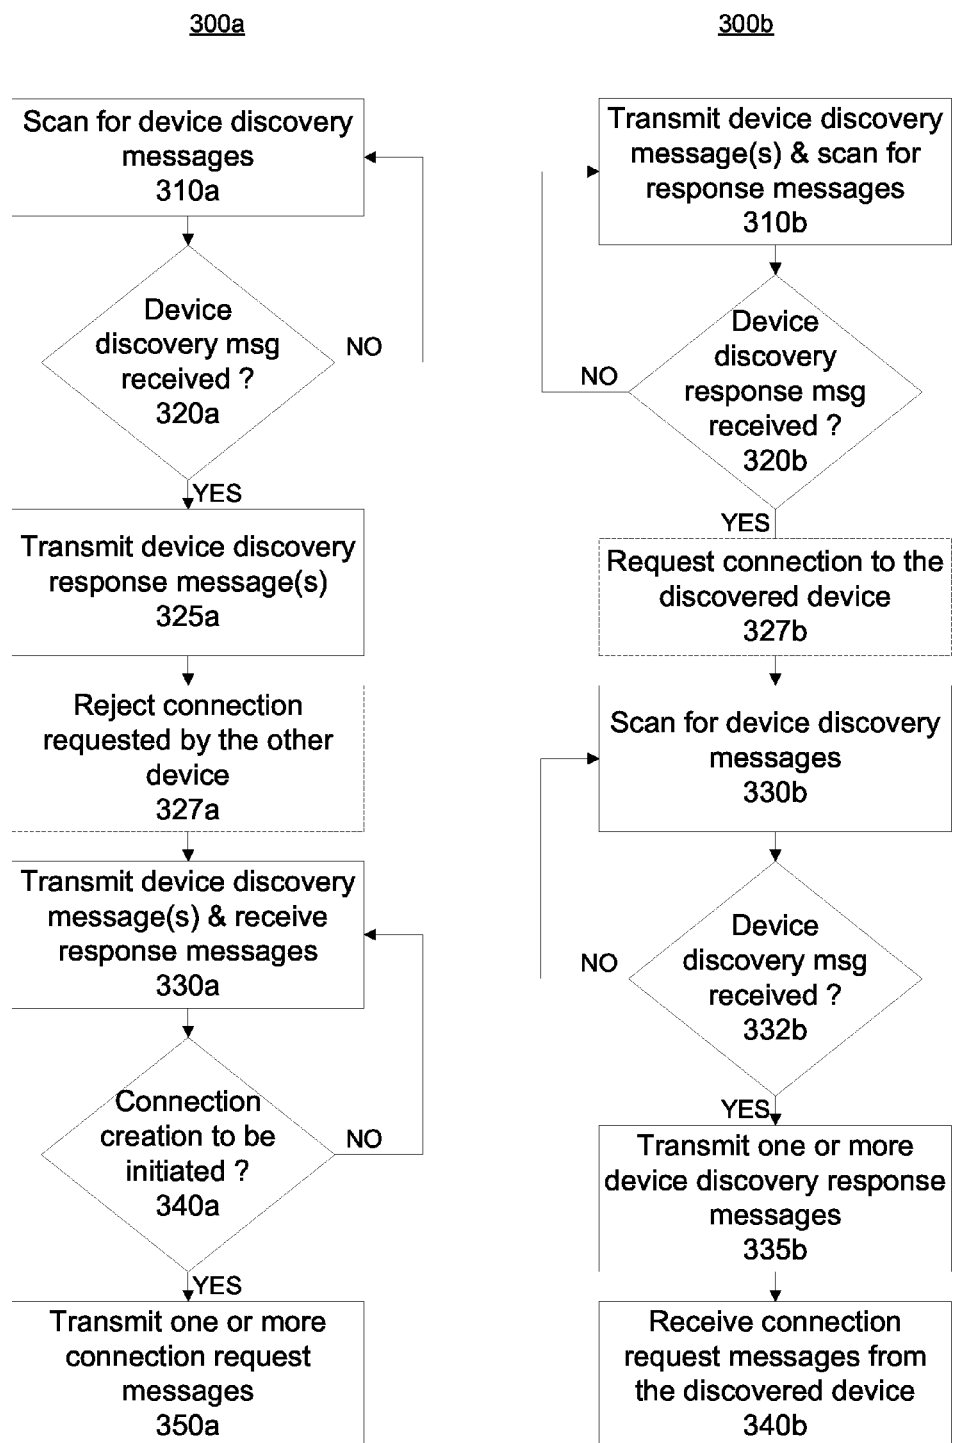 300a
Scan for device discovery
messages
310a
Device
discovery msg
received ?
320a
NO
YES
Transmit device discovery
response message(s)
325a
Reject connection
requested by the other
device
327a
Transmit device discovery
message(s) & receive
response messages
330a
Connection
creation to be
initiated ?
340a
NO
YES
Transmit one or more
connection request
messages
350a
300b
Transmit device discovery
message(s) & scan for
response messages
310b
Device
discovery
response msg
received ?
320b
NO
YES
Request connection to the
discovered device
327b
Scan for device discovery
messages
330b
Device
discovery msg
received ?
332b
NO
YES
Transmit one or more
device discovery response
messages
335b
Receive connection
request messages from
the discovered device
340b